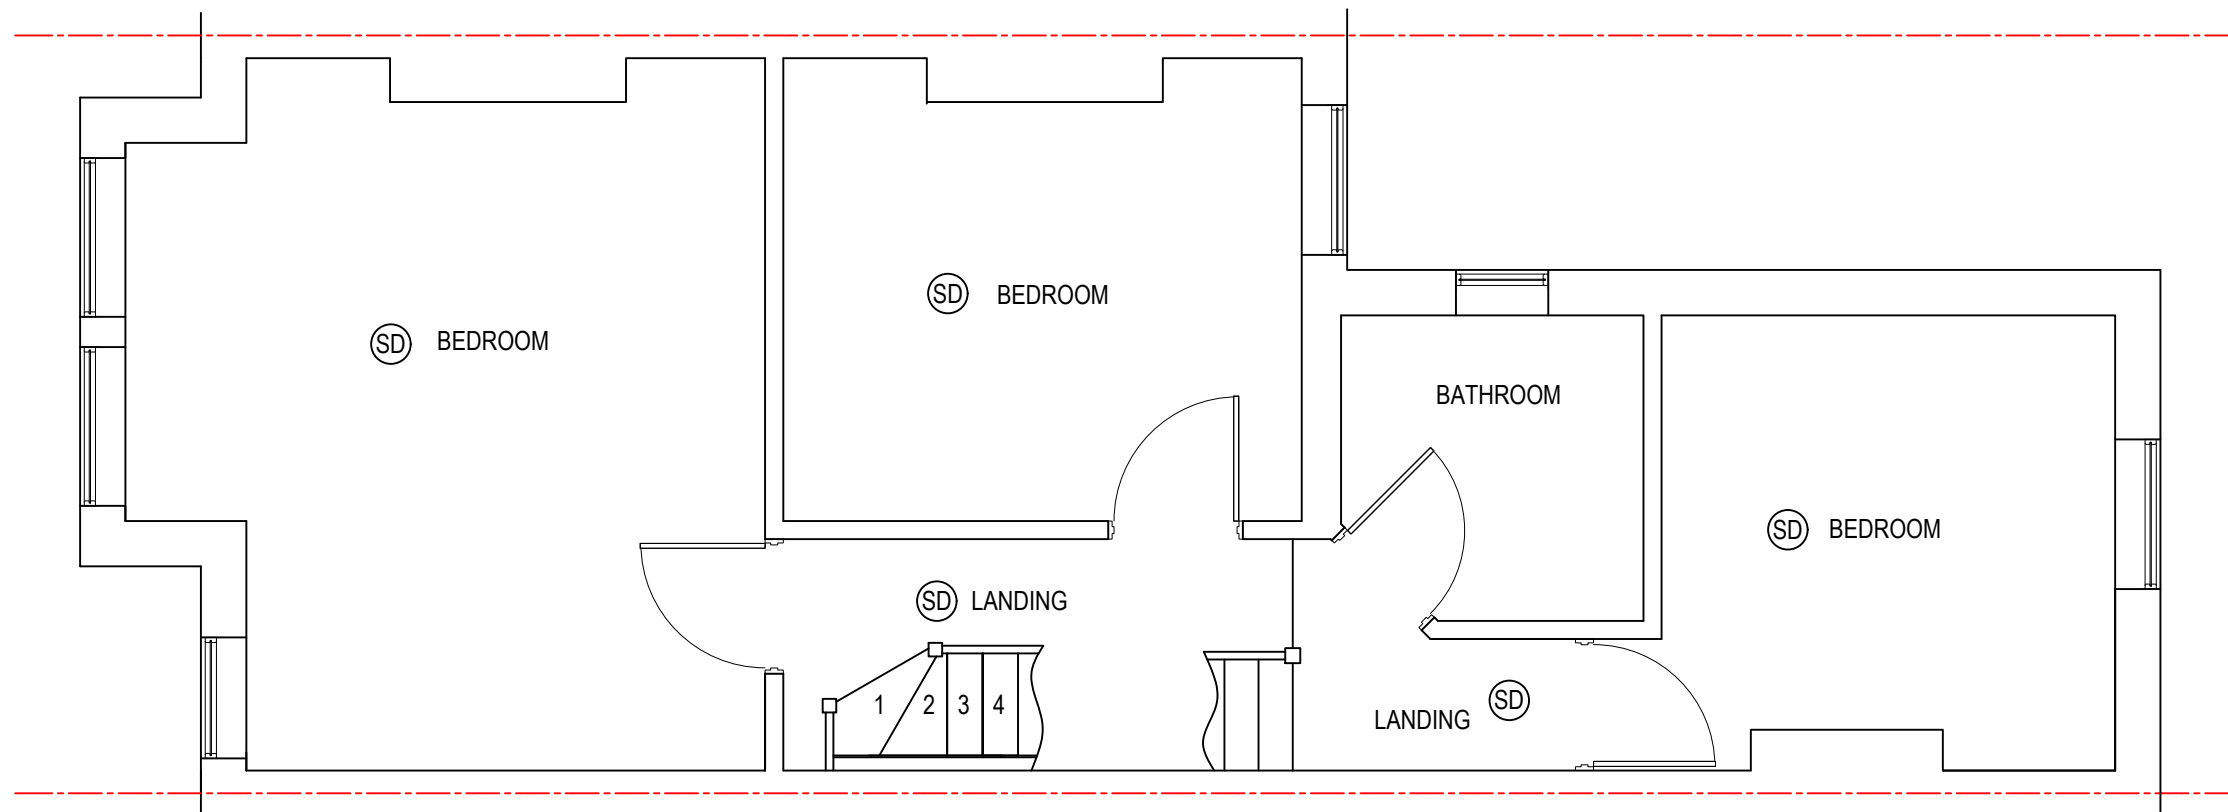 SD BEDROOM
SD BEDROOM
BATHROOM
SD BEDROOM
SD LANDING
1 2 3 4
LANDING SD